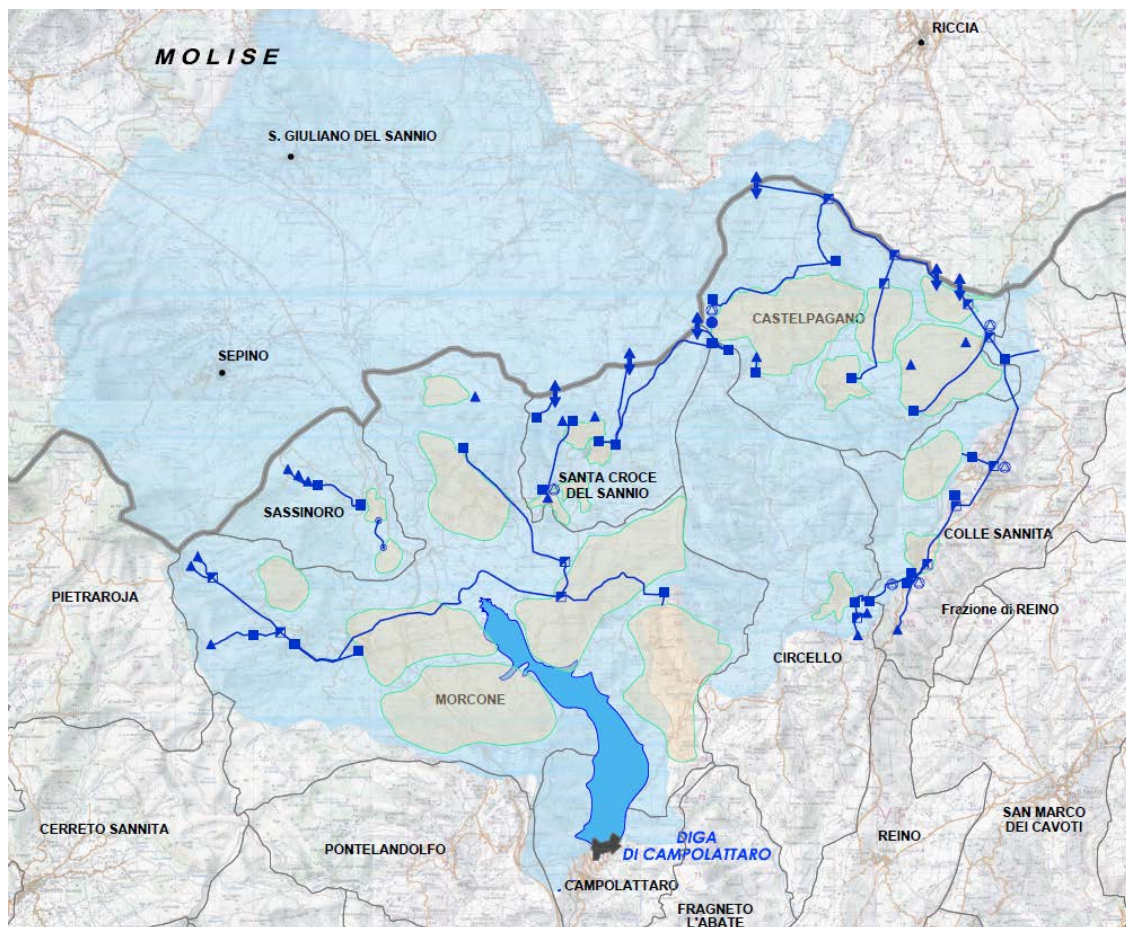 RICCIA
MOLISE
S. GIULIANO DEL SANNIO
CASTELPAGANO
SEPINO
SANTA CROCE
DEL SANNIO
SASSINORO
COLLE SANNITA
PIETRAROJA
Frazione di REINO
CIRCELLO
MORCONE
SAN MARCO
DEI CAVOTI
CERRETO SANNITA
REINO
DIGA
DI CAMPOLATTARO
PONTELANDOLFO
CAMPOLATTARO
FRAGNETO
L'ABATE